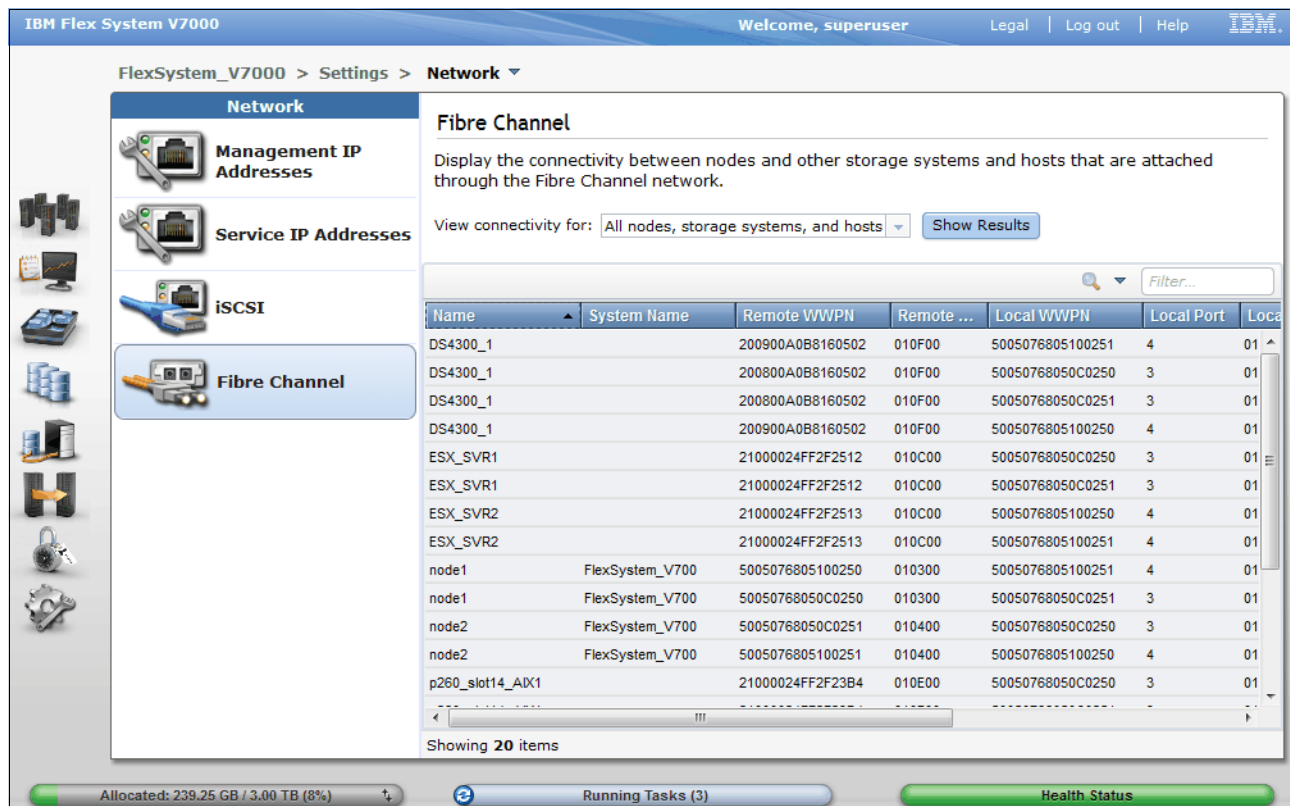 IBM Flex System V7000 Welcome, superuser Legal | Log out | Help IBM.
FlexSystem_V7000 > Settings > Network
Network
Management IP
Addresses
Service IP Addresses
iSCSI
Fibre Channel
Fibre Channel
Display the connectivity between nodes and other storage systems and hosts that are attached
through the Fibre Channel network.
View connectivity for: All nodes, storage systems, and hosts Show Results
Filter...
Name System Name Remote WWPN Remote ... Local WWPN Local Port Loca
DS4300_1 200900A0B8160502 010F00 5005076805100251 4 01
DS4300_1 200800A0B8160502 010F00 50050768050C0250 3 01
DS4300_1 200800A0B8160502 010F00 50050768050C0251 3 01
DS4300_1 200900A0B8160502 010F00 5005076805100250 4 01
ESX_SVR1 21000024FF2F2512 010C00 50050768050C0250 3 01
ESX_SVR1 21000024FF2F2512 010C00 50050768050C0251 3 01
ESX_SVR2 21000024FF2F2513 010C00 5005076805100250 4 01
ESX_SVR2 21000024FF2F2513 010C00 5005076805100251 4 01
node1 FlexSystem_V700 5005076805100250 010300 5005076805100251 4 01
node1 FlexSystem_V700 50050768050C0250 010300 50050768050C0251 3 01
node2 FlexSystem_V700 50050768050C0251 010400 50050768050C0250 3 01
node2 FlexSystem_V700 5005076805100251 010400 5005076805100250 4 01
p260_slot14_AIX1 21000024FF2F23B4 010E00 50050768050C0250 3 01
Showing 20 items
Allocated: 239.25 GB / 3.00 TB (8%) Running Tasks (3) Health Status